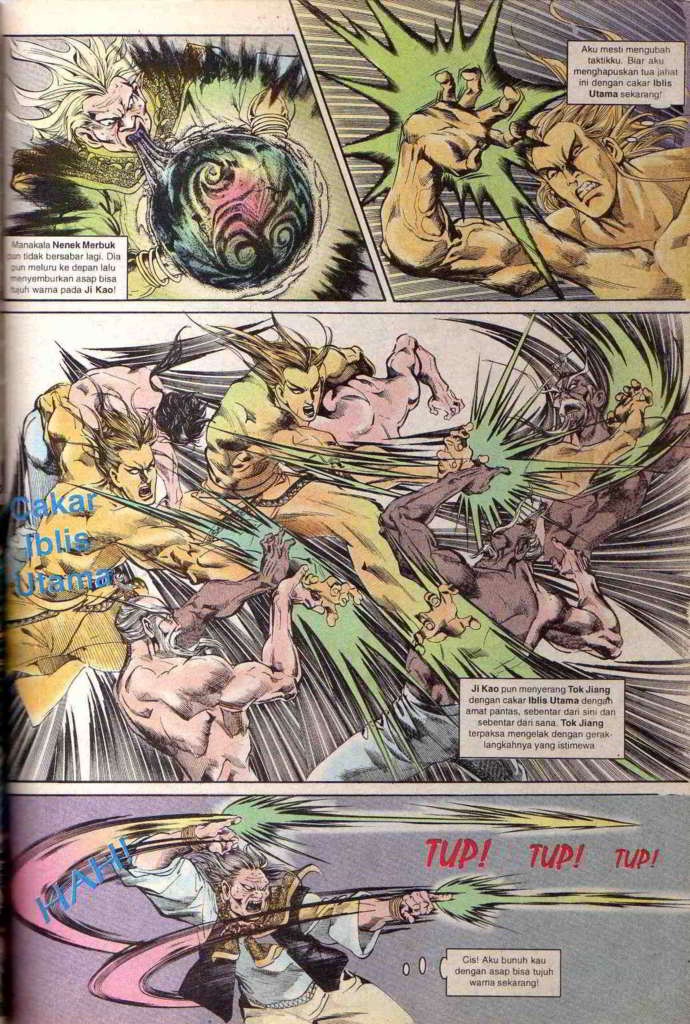 Manakala Nenek Merbuk
pun tidak bersabar lagi. Dia
pun meluru ke depan lalu
menyemburkan asap bisa
tujuh warna pada Ji Kao!
Aku mesti mengubah
taktikku. Biar aku
menghapuskan tua jahat
ini dengan cakar Iblis
Utama sekarang!
Cakar
Iblis
Utama
Ji Kao pun menyerang Tok Jiang
dengan cakar Iblis Utama dengan
amat pantas, sebentar dari sini dan
sebentar dari sana. Tok Jiang
terpaksa mengelak dengan gerak-
langkahnya yang istimewa
HAH!
TUP! TUP! TUP!
Cis! Aku bunuh kau
dengan asap bisa tujuh
warna sekarang!